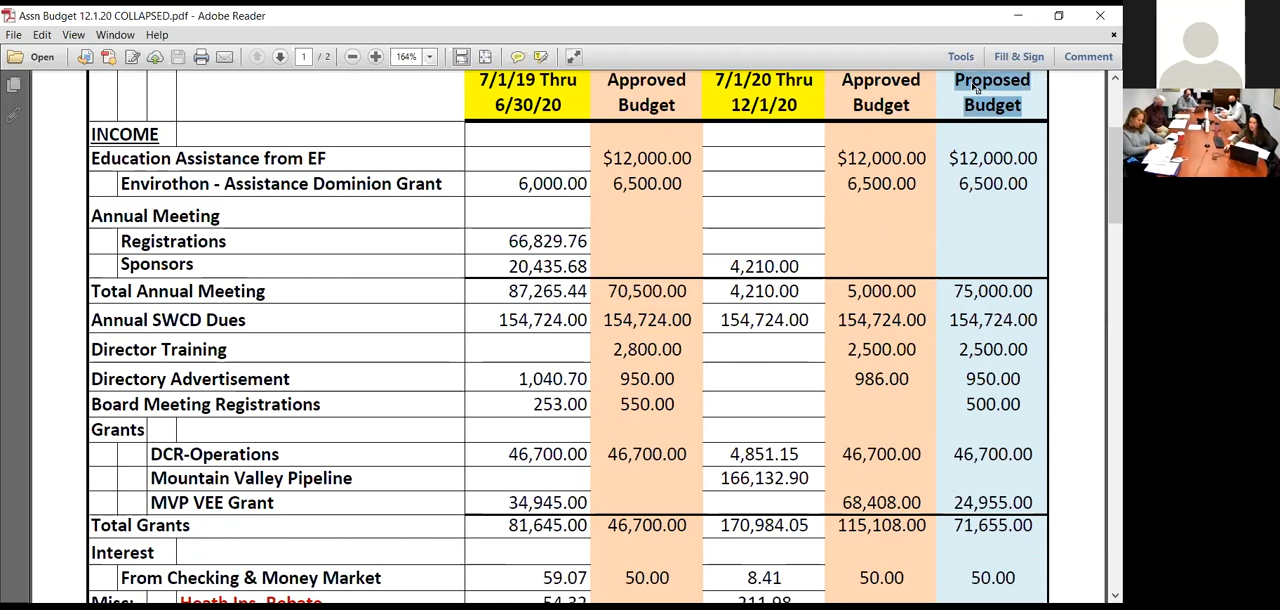 Assn Budget 12.1.20 COLLAPSED.pdf - Adobe Reader
File Edit View Window Help
Open 1 / 2 164% Tools Fill & Sign Comment
7/1/19 Thru Approved 7/1/20 Thru Approved Proposed
6/30/20 Budget 12/1/20 Budget Budget
INCOME
Education Assistance from EF $12,000.00 $12,000.00 $12,000.00
Envirothon - Assistance Dominion Grant 6,000.00 6,500.00 6,500.00 6,500.00
Annual Meeting
Registrations 66,829.76
Sponsors 20,435.68 4,210.00
Total Annual Meeting 87,265.44 70,500.00 4,210.00 5,000.00 75,000.00
Annual SWCD Dues 154,724.00 154,724.00 154,724.00 154,724.00 154,724.00
Director Training 2,800.00 2,500.00 2,500.00
Directory Advertisement 1,040.70 950.00 986.00 950.00
Board Meeting Registrations 253.00 550.00 500.00
Grants
DCR-Operations 46,700.00 46,700.00 4,851.15 46,700.00 46,700.00
Mountain Valley Pipeline 166,132.90
MVP VEE Grant 34,945.00 68,408.00 24,955.00
Total Grants 81,645.00 46,700.00 170,984.05 115,108.00 71,655.00
Interest
From Checking & Money Market 59.07 50.00 8.41 50.00 50.00
Misc: Heath Ins. Rebate 54.32 211.98